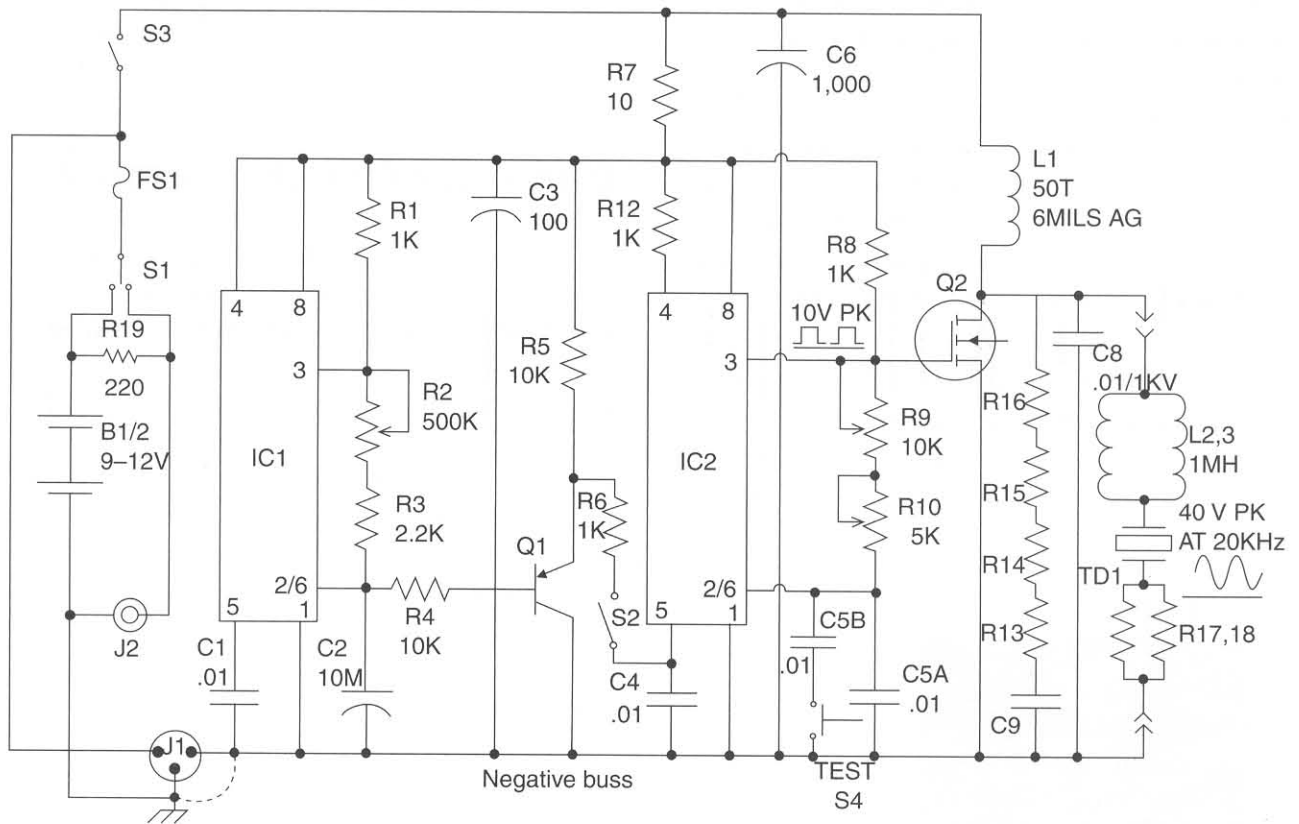 S3
C6
1,000
R7
10
L1
50T
6MILS AG
FS1
C3
100
R1
1K
R12
1K
R8
1K
S1
Q2
4
8
4
8
10V PK
R19
220
R5
10K
3
R2
500K
3
C8
.01/1KV
R16
B1/2
9–12V
IC1
IC2
R9
10K
L2,3
1MH
R3
2.2K
R6
1K
R10
5K
R15
40 V PK
AT 20KHz
Q1
R14
TD1
2/6
5
1
R4
10K
S2
2/6
5
1
C5B
.01
R13
R17,18
J2
C1
.01
C2
10M
C4
.01
C5A
.01
C9
J1
Negative buss
TEST
S4